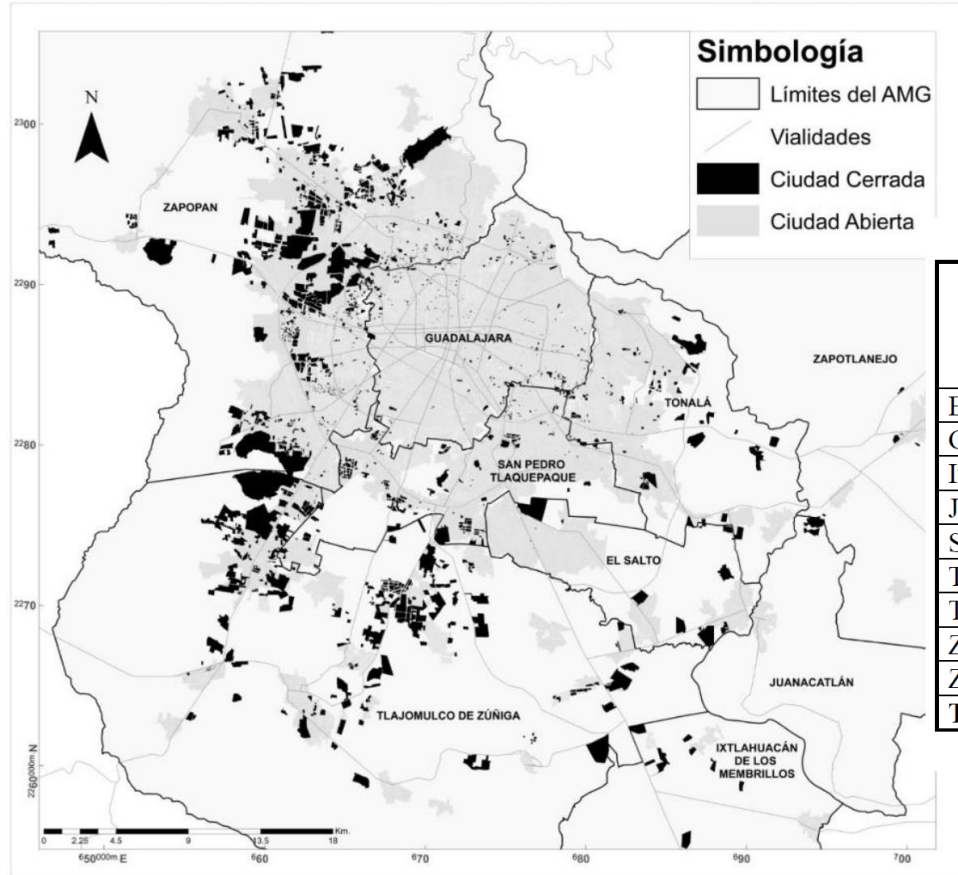 Simbología
Límites del AMG
Vialidades
Ciudad Cerrada
Ciudad Abierta
N
2300
ZAPOPAN
2290
GUADALAJARA
ZAPOTLANEJO
TONALÁ
2280
SAN PEDRO
TLAQUEPAQUE
EL SALTO
2270
JUANACATLÁN
TLAJOMULCO DE ZÚÑIGA
IXTLAHUACÁN
DE LOS
MEMBRILLOS
2260000m N
Km.
0 2.25 4.5 9 13.5 18
650000m E 660 670 680 690 700
E
C
I
J
S
T
T
Z
Z
T